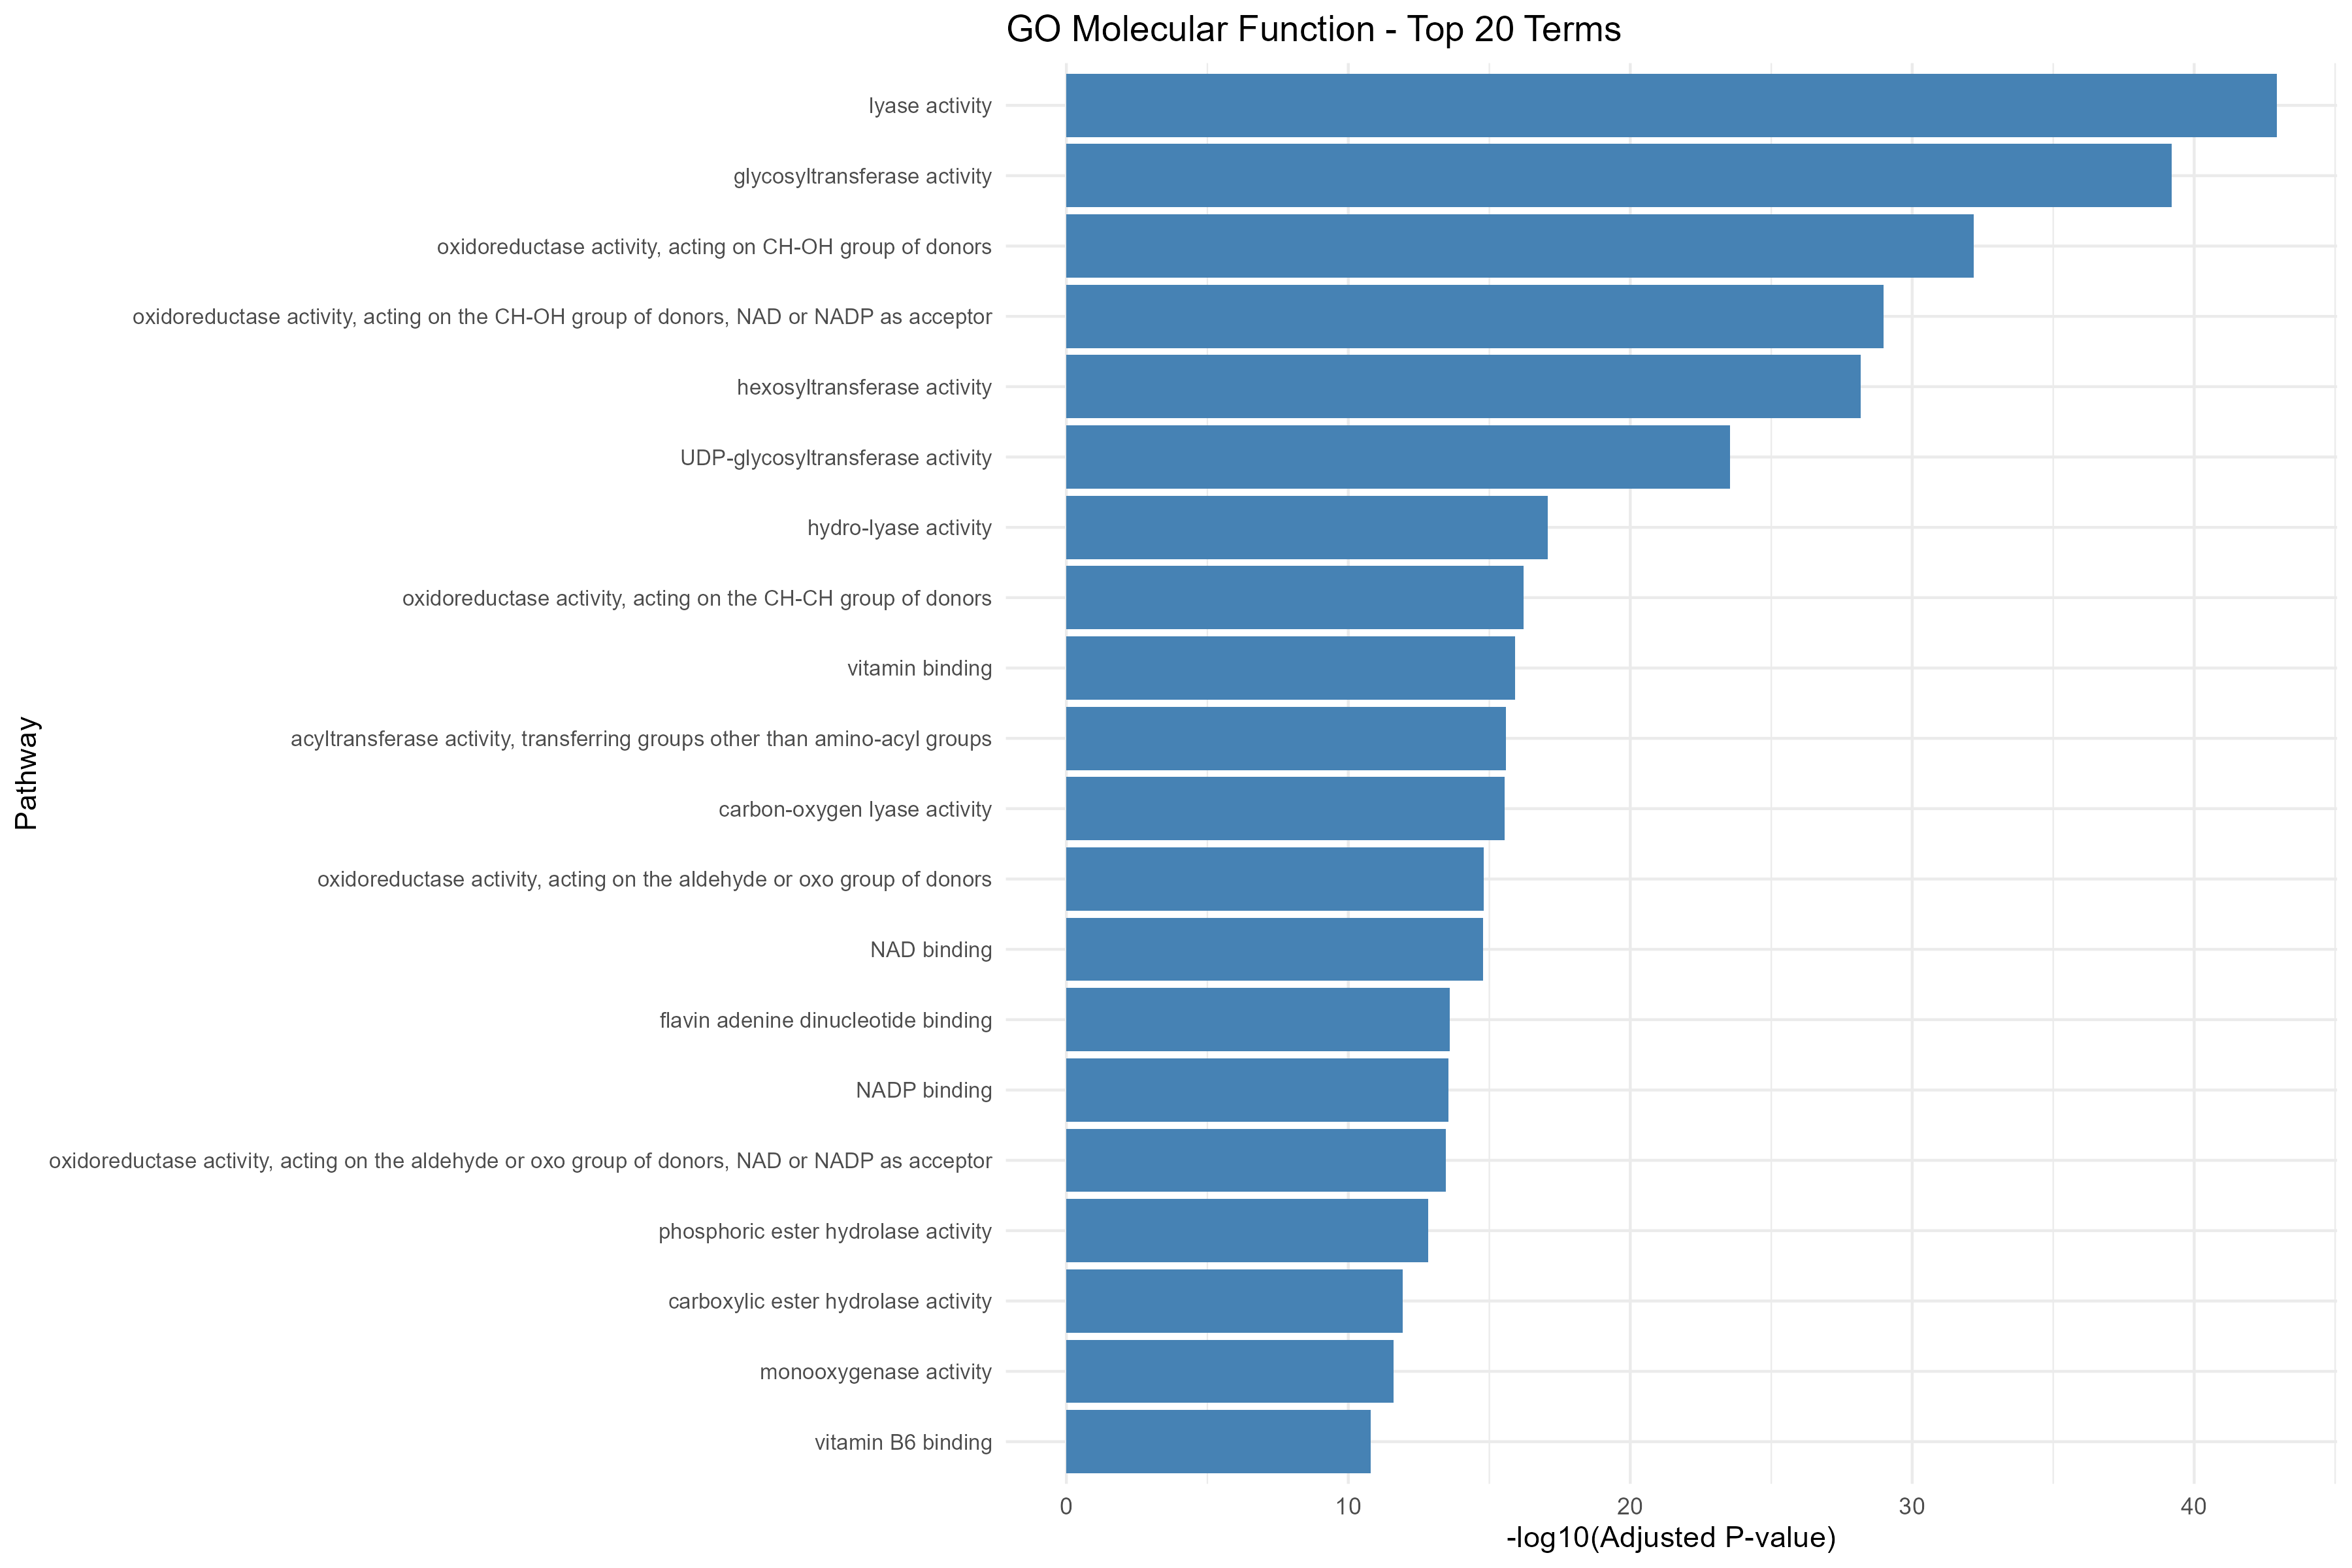 GO Molecular Function - Top 20 Terms
Pathway
lyase activity
glycosyltransferase activity
oxidoreductase activity, acting on CH-OH group of donors
oxidoreductase activity, acting on the CH-OH group of donors, NAD or NADP as acceptor
hexosyltransferase activity
UDP-glycosyltransferase activity
hydro-lyase activity
oxidoreductase activity, acting on the CH-CH group of donors
vitamin binding
acyltransferase activity, transferring groups other than amino-acyl groups
carbon-oxygen lyase activity
oxidoreductase activity, acting on the aldehyde or oxo group of donors
NAD binding
flavin adenine dinucleotide binding
NADP binding
oxidoreductase activity, acting on the aldehyde or oxo group of donors, NAD or NADP as acceptor
phosphoric ester hydrolase activity
carboxylic ester hydrolase activity
monooxygenase activity
vitamin B6 binding
0 10 20 30 40
-log10(Adjusted P-value)